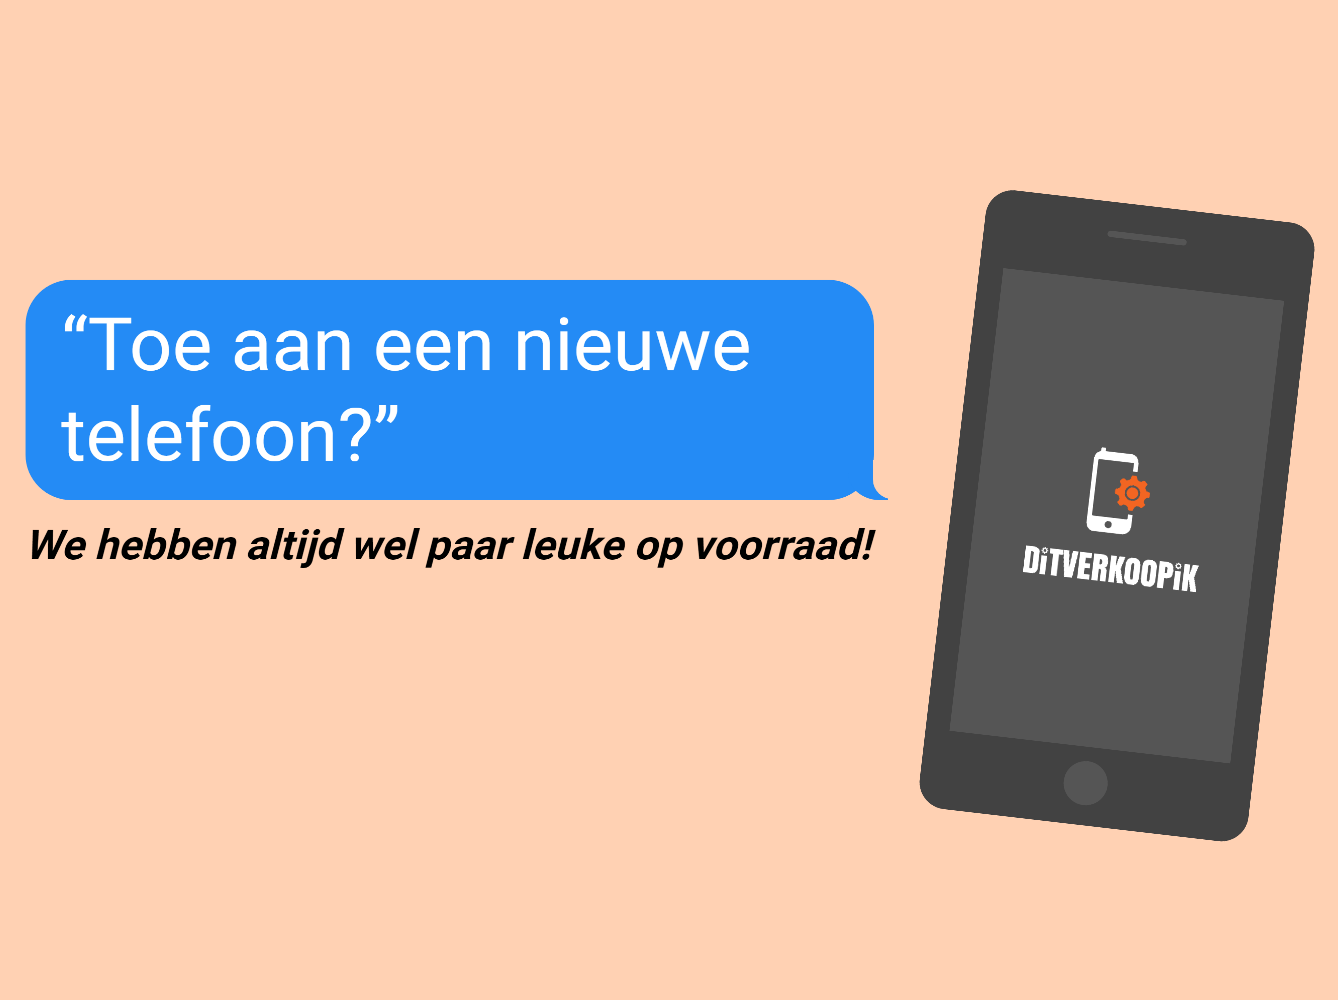 “Toe aan een nieuwe
telefoon?”
We hebben altijd wel paar leuke op voorraad!
DiTVERKOOPiK